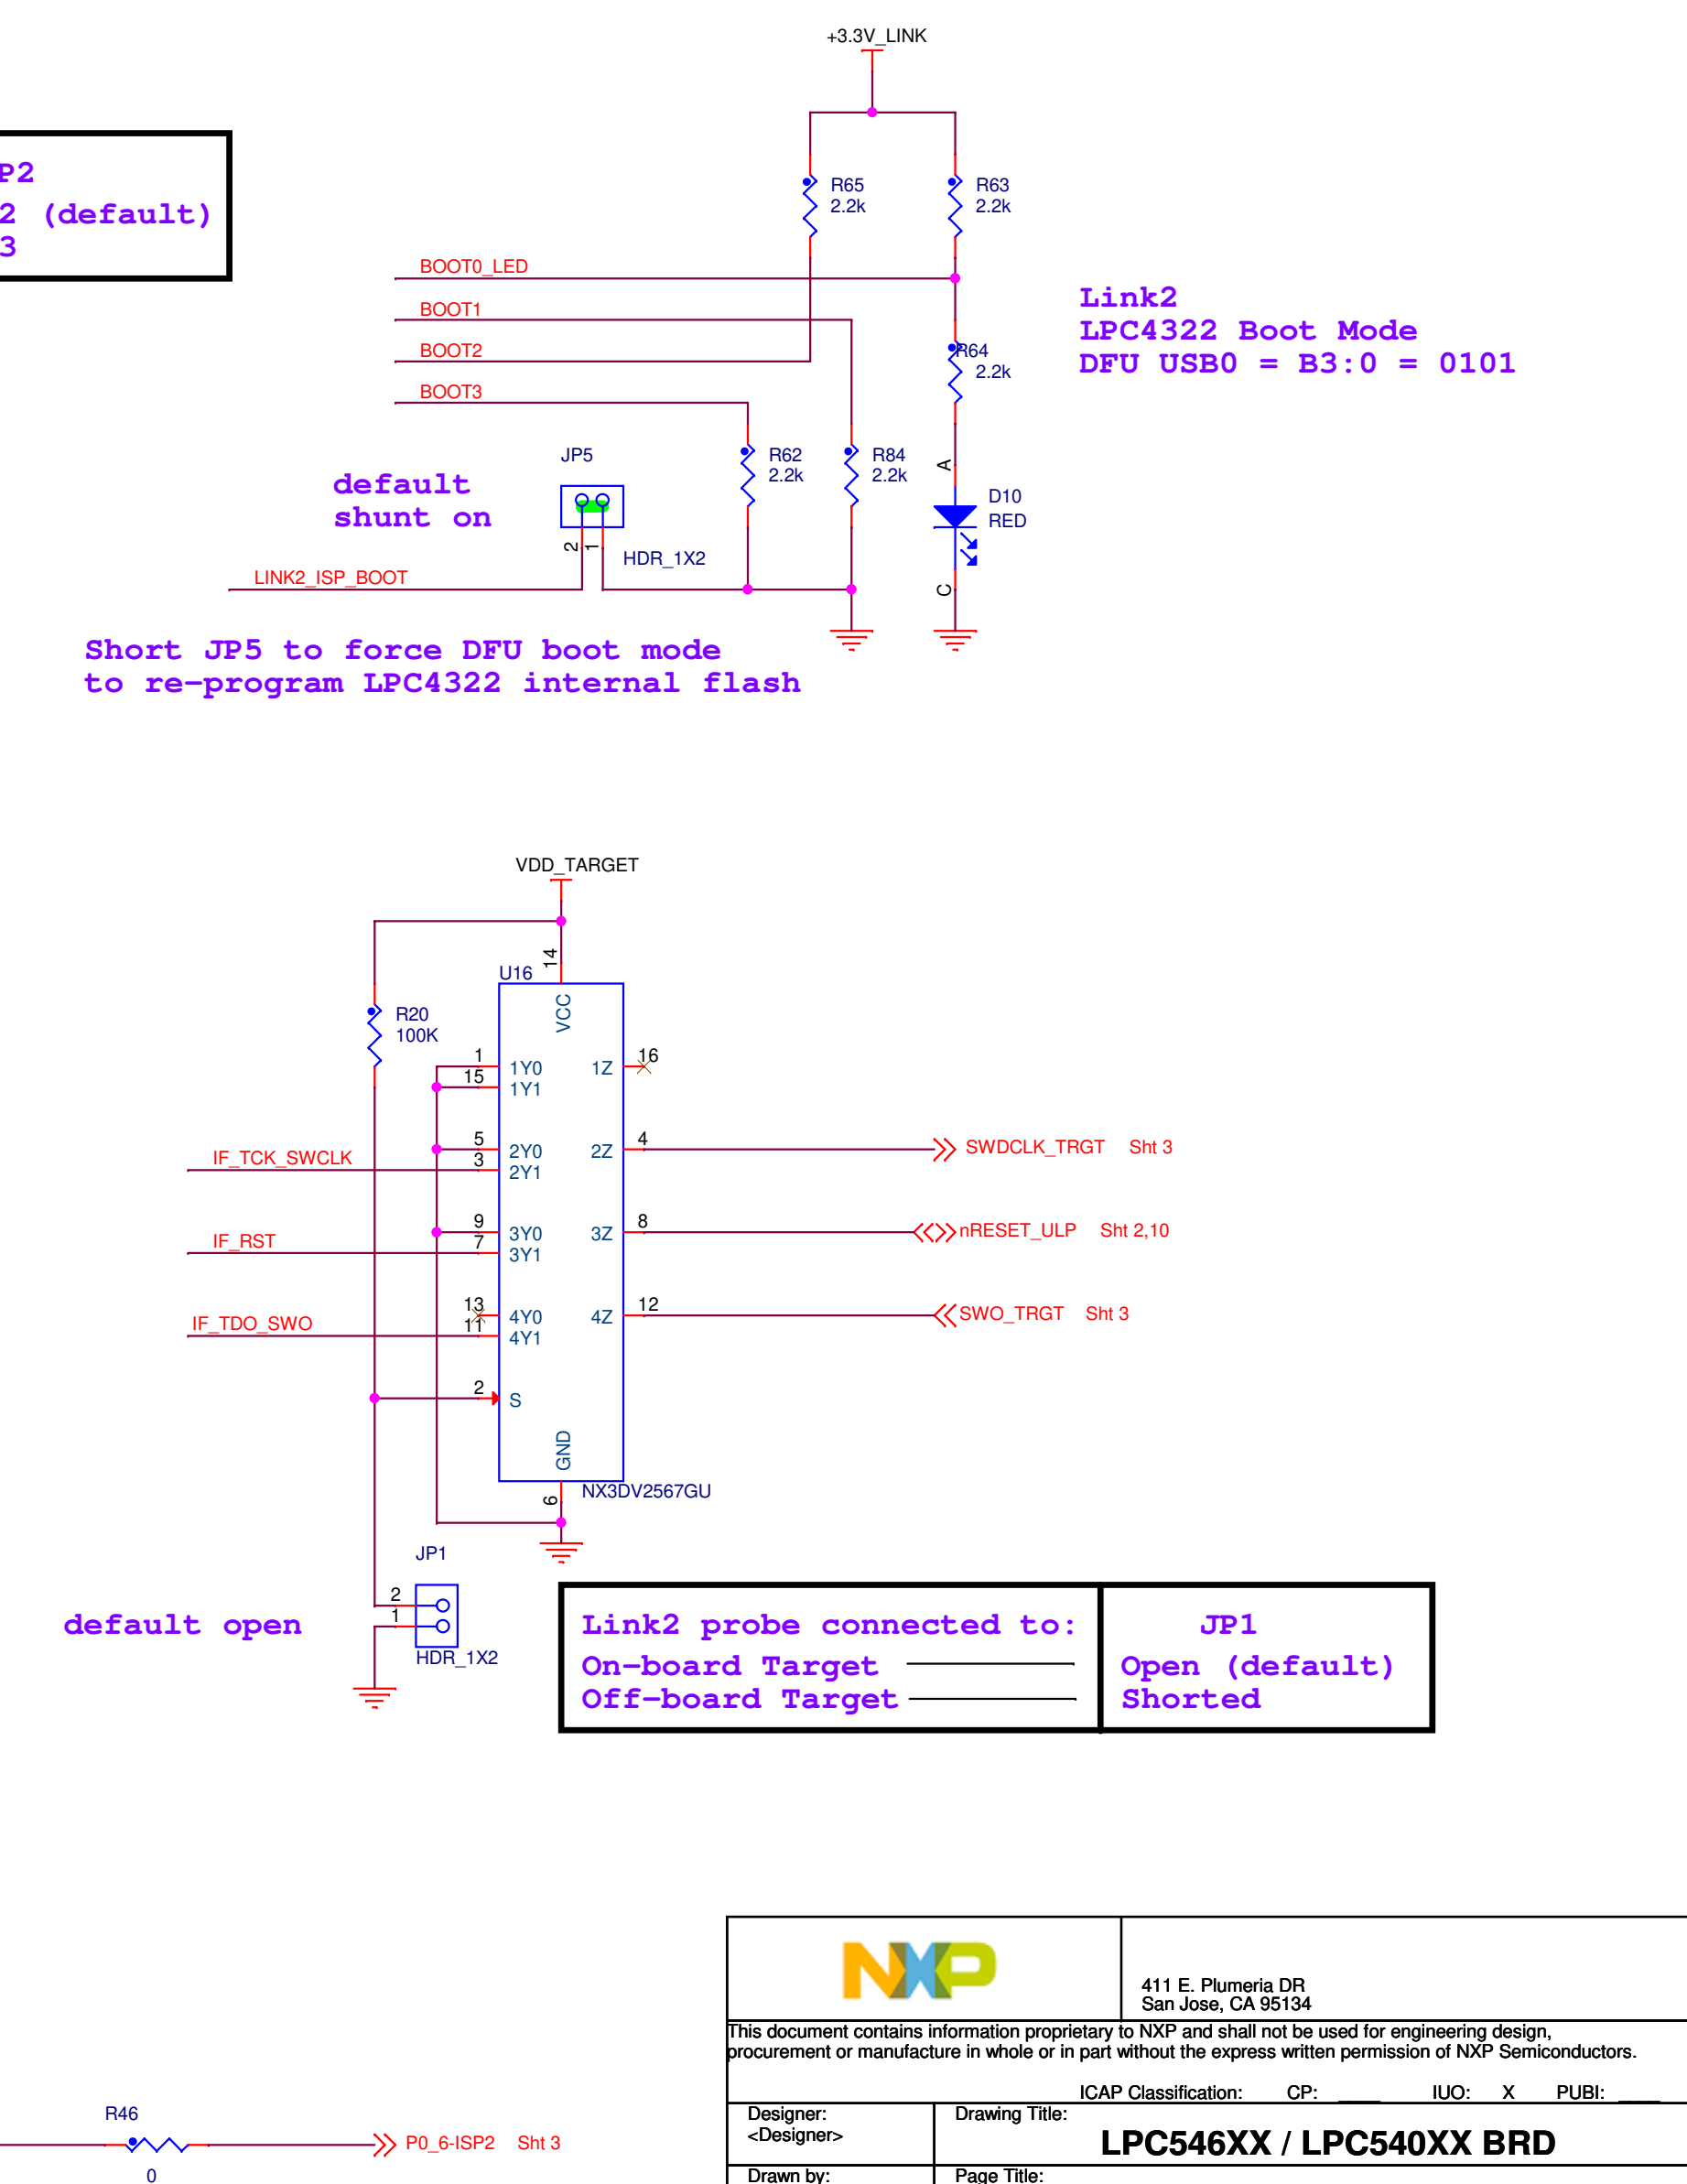 +3.3V_LINK
P2
2 (default)
3
R65
2.2k
R63
2.2k
BOOT0_LED
BOOT1
BOOT2
BOOT3
Link2
LPC4322 Boot Mode
DFU USB0 = B3:0 = 0101
R64
2.2k
JP5
default
shunt on
2
1
HDR_1X2
R62
2.2k
R84
2.2k
A
D10
RED
C
LINK2_ISP_BOOT
Short JP5 to force DFU boot mode
to re-program LPC4322 internal flash
VDD_TARGET
14
U16
VCC
R20
100K
1
1Y0
1Z
16
15
1Y1
5
2Y0
2Z
4
SWDCLK_TRGT Sht 3
IF_TCK_SWCLK
3
2Y1
9
3Y0
3Z
8
nRESET_ULP Sht 2,10
IF_RST
7
3Y1
13
4Y0
4Z
12
SWO_TRGT Sht 3
IF_TDO_SWO
11
4Y1
2
S
GND
6
NX3DV2567GU
JP1
2
1
HDR_1X2
default open
Link2 probe connected to: JP1
On-board Target Open (default)
Off-board Target Shorted
NXP
411 E. Plumeria DR
San Jose, CA 95134
This document contains information proprietary to NXP and shall not be used for engineering design,
procurement or manufacture in whole or in part without the express written permission of NXP Semiconductors.
ICAP Classification: CP: ____ IUO: X PUBI: ____
Designer:
<Designer>
Drawing Title:
LPC546XX / LPC540XX BRD
Drawn by:
Page Title:
R46
0
P0_6-ISP2 Sht 3